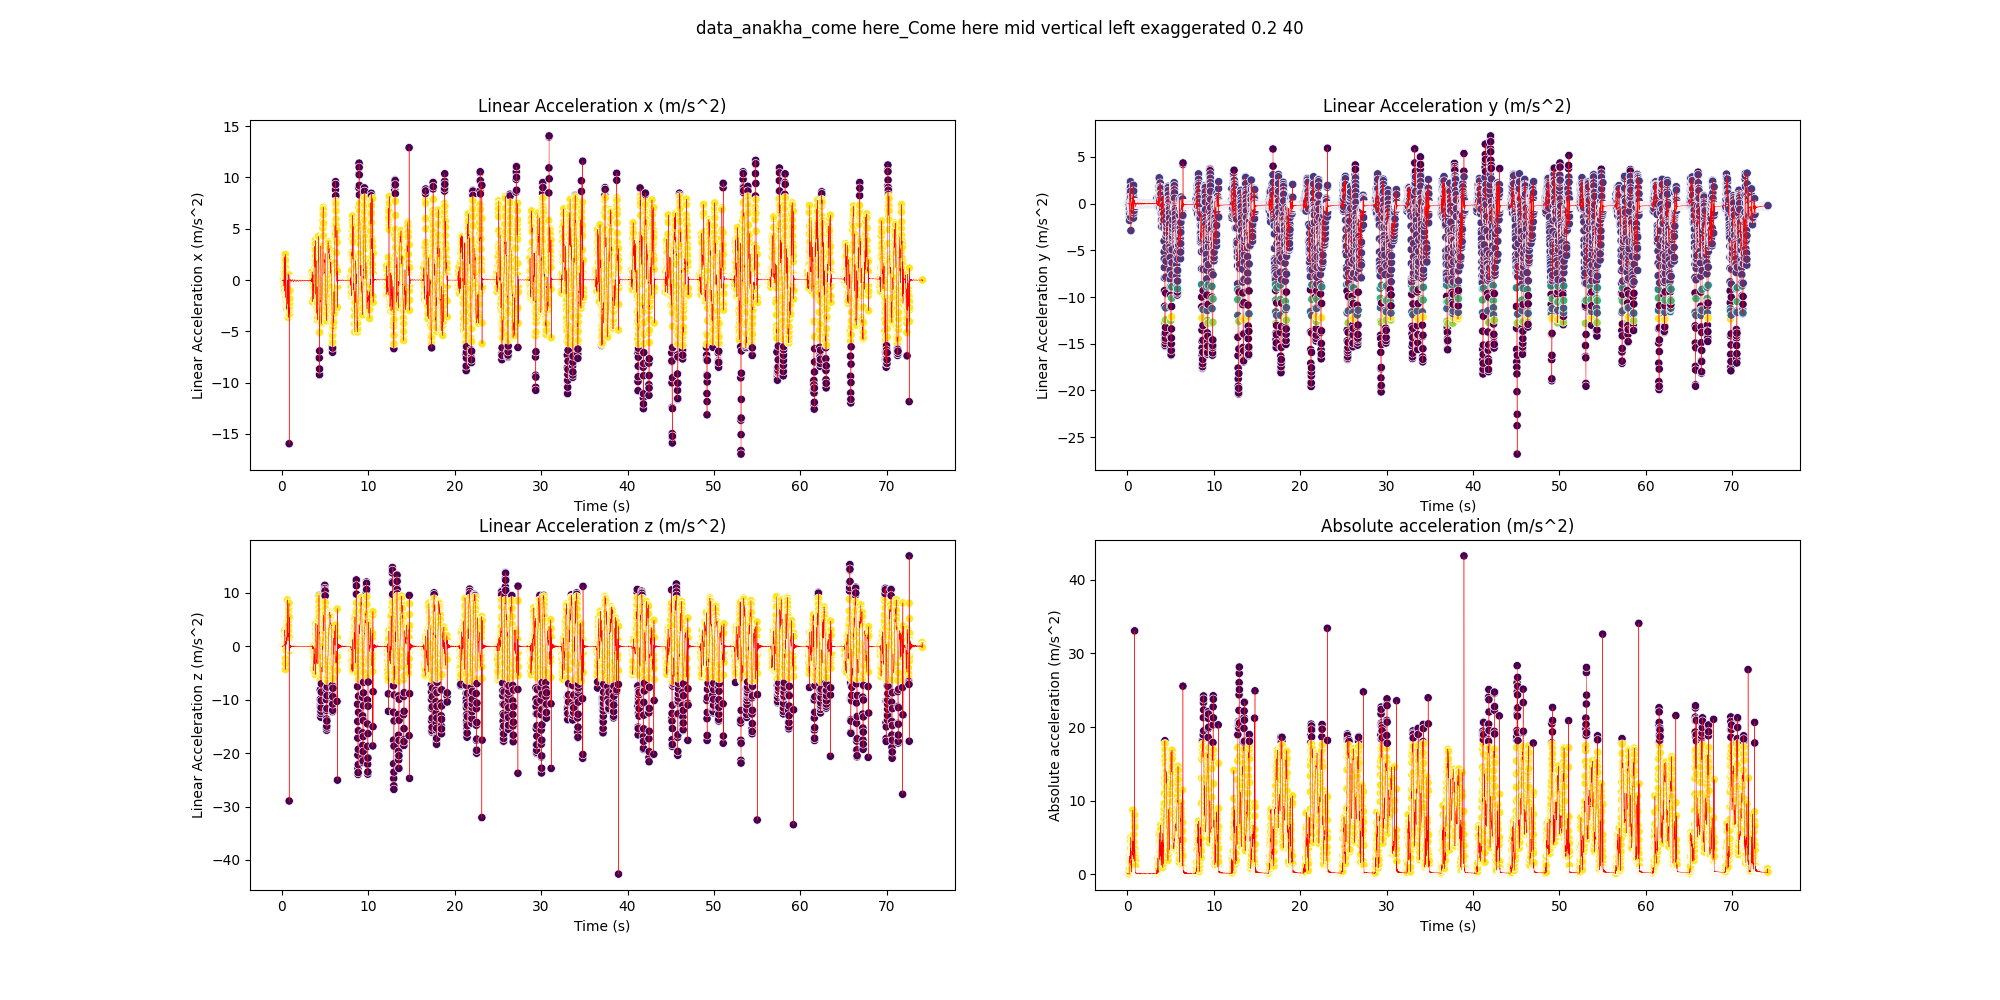 data_anakha_come here_Come here mid vertical left exaggerated 0.2 40
Linear Acceleration x (m/s^2)
Linear Acceleration x (m/s^2)
15
10
5
0
−5
−10
−15
0 10 20 30 40 50 60 70
Time (s)
Linear Acceleration y (m/s^2)
Linear Acceleration y (m/s^2)
5
0
−5
−10
−15
−20
−25
0 10 20 30 40 50 60 70
Time (s)
Linear Acceleration z (m/s^2)
Linear Acceleration z (m/s^2)
10
0
−10
−20
−30
−40
0 10 20 30 40 50 60 70
Time (s)
Absolute acceleration (m/s^2)
Absolute acceleration (m/s^2)
40
30
20
10
0
0 10 20 30 40 50 60 70
Time (s)